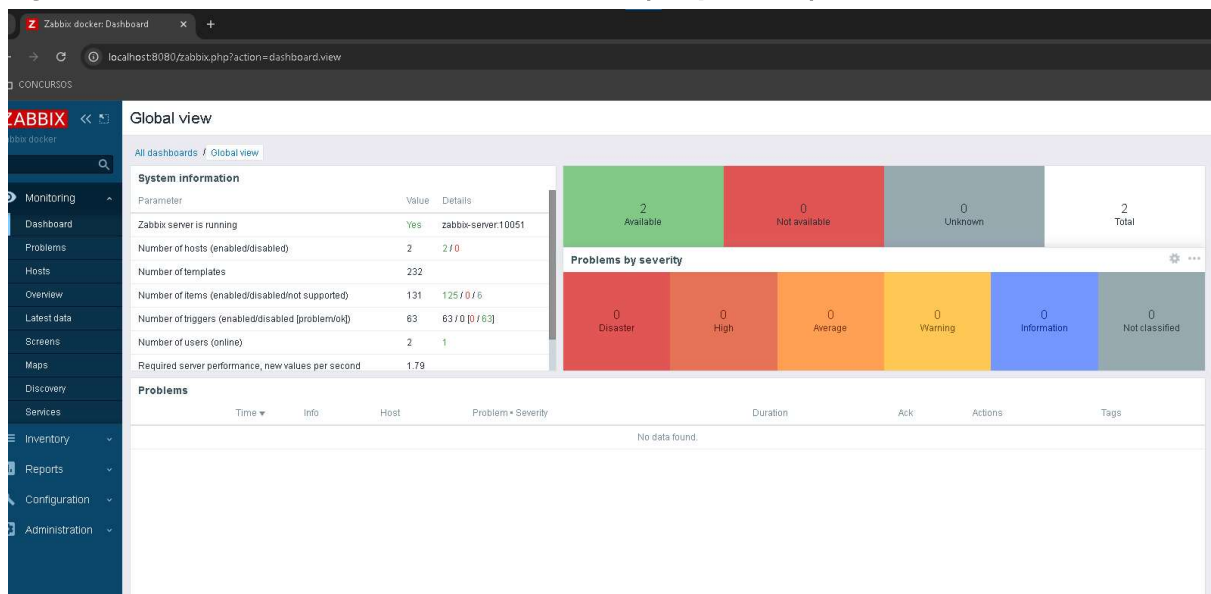 Z Zabbix docker: Dashboard × +
localhost:8080/zabbix.php?action=dashboard.view
CONCURSOS
ZABBIX
Global view
All dashboards / Global view
System information
Parameter Value Details
Zabbix server is running Yes zabbix-server:10051
Number of hosts (enabled/disabled) 2 2 / 0
Number of templates 232
Number of items (enabled/disabled/not supported) 131 125 / 0 / 6
Number of triggers (enabled/disabled [problem/ok]) 63 63 / 0 [0 / 63]
Number of users (online) 2 1
Required server performance, new values per second 1.79
2
Available
0
Not available
0
Unknown
2
Total
Problems by severity
0
Disaster
0
High
0
Average
0
Warning
0
Information
0
Not classified
Problems
Time ▼ Info Host Problem • Severity Duration Ack Actions Tags
No data found.
docker
Monitoring
Dashboard
Problems
Hosts
Overview
Latest data
Screens
Maps
Discovery
Services
Inventory
Reports
Configuration
Administration